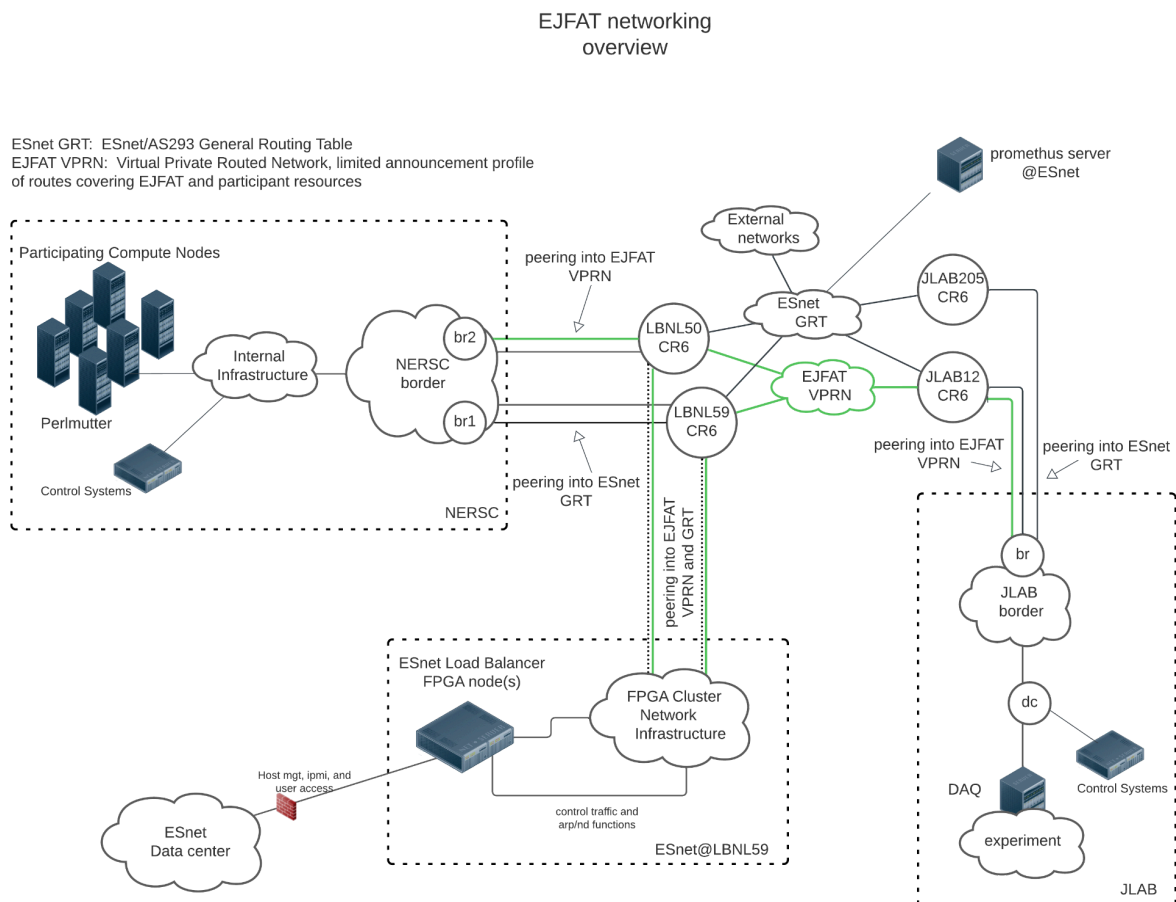 EJFAT networking
overview
ESnet GRT:  ESnet/AS293 General Routing Table
EJFAT VPRN:  Virtual Private Routed Network, limited announcement profile
of routes covering EJFAT and participant resources
promethus server
@ESnet
External
networks
Participating Compute Nodes
peering into EJFAT
VPRN
JLAB205
CR6
ESnet
GRT
LBNL50
CR6
br2
Internal
Infrastructure
NERSC
border
EJFAT
VPRN
JLAB12
CR6
Perlmutter
br1
LBNL59
CR6
peering into EJFAT
VPRN
peering into ESnet
GRT
Control Systems
peering into ESnet
GRT
NERSC
peering into EJFAT
VPRN and GRT
br
JLAB
border
ESnet Load Balancer
FPGA node(s)
FPGA Cluster
Network
Infrastructure
dc
Host mgt, ipmi, and
user access
DAQ
Control Systems
control traffic and
arp/nd functions
ESnet
Data center
experiment
ESnet@LBNL59
JLAB